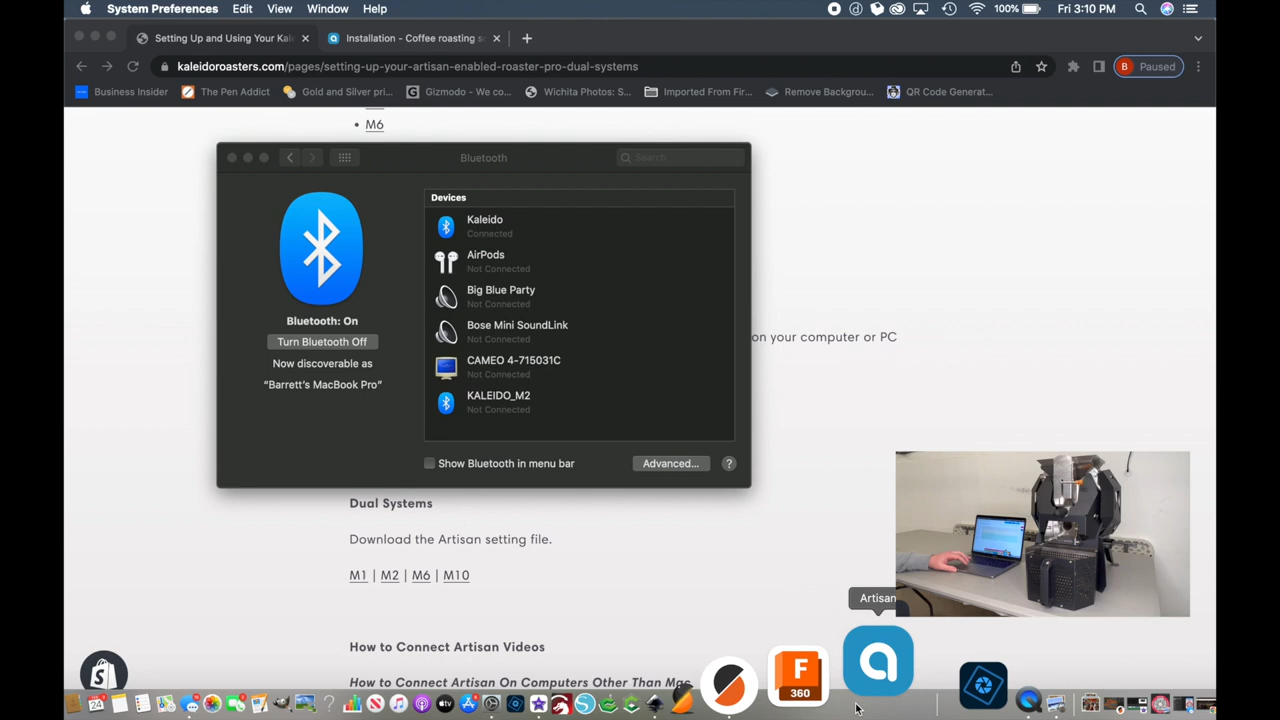 System Preferences Edit View Window Help 100% Fri 3:10 PM
Setting Up and Using Your Kale Installation - Coffee roasting so
kaleidoroasters.com/pages/setting-up-your-artisan-enabled-roaster-pro-dual-systems B Paused
Business Insider The Pen Addict Gold and Silver pri... Gizmodo - We co... Wichita Photos: S... Imported From Fir... Remove Backgrou... QR Code Generat...
• M6
Bluetooth Search
Devices
Kaleido
Connected
AirPods
Not Connected
Big Blue Party
Not Connected
Bluetooth: On
Bose Mini SoundLink
Not Connected
Turn Bluetooth Off
on your computer or PC
Now discoverable as
CAMEO 4-715031C
Not Connected
"Barrett's MacBook Pro"
KALEIDO_M2
Not Connected
Show Bluetooth in menu bar Advanced... ?
Dual Systems
Download the Artisan setting file.
M1 | M2 | M6 | M10
Artisan
How to Connect Artisan Videos
How to Connect Artisan On Computers Other Than Mac
F
360
a
24